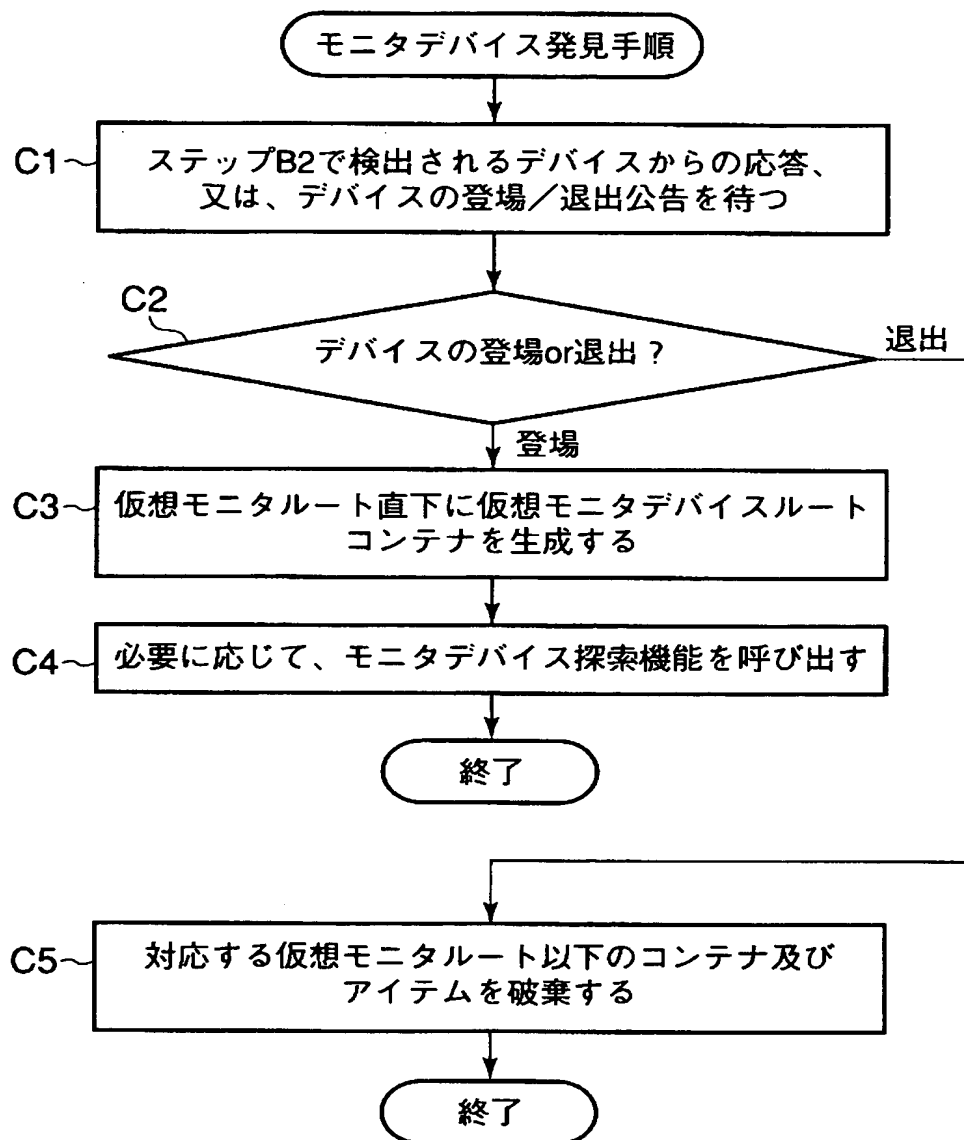 モニタデバイス発見手順
C1
ステップB2で検出されるデバイスからの応答、
又は、デバイスの登場／退出公告を待つ
C2
デバイスの登場or退出？
退出
登場
C3
仮想モニタルート直下に仮想モニタデバイスルート
コンテナを生成する
C4
必要に応じて、モニタデバイス探索機能を呼び出す
終了
C5
対応する仮想モニタルート以下のコンテナ及び
アイテムを破棄する
終了